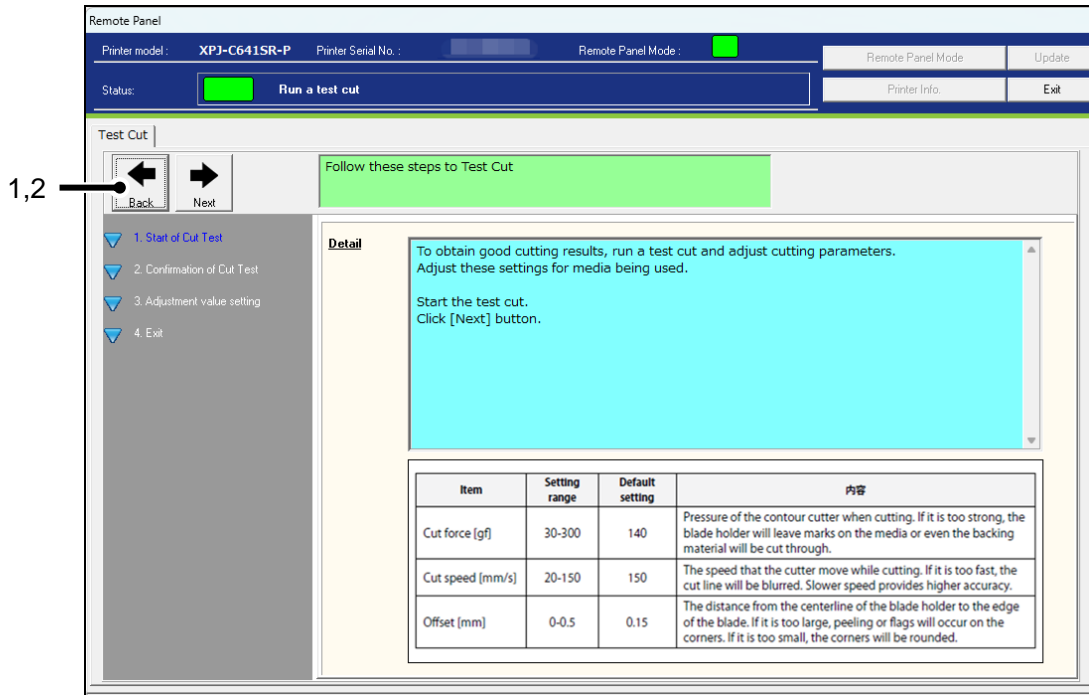 Remote Panel
Printer model : XPJ-C641SR-P Printer Serial No. : Remote Panel Mode :
Remote Panel Mode Update
Status: Run a test cut
Printer Info. Exit
Test Cut
1,2
Back Next
Follow these steps to Test Cut
1. Start of Cut Test
2. Confirmation of Cut Test
3. Adjustment value setting
4. Exit
Detail
To obtain good cutting results, run a test cut and adjust cutting parameters.
Adjust these settings for media being used.
Start the test cut.
Click [Next] button.
Item Setting range Default setting 内容
Cut force [gf] 30-300 140 Pressure of the contour cutter when cutting. If it is too strong, the
blade holder will leave marks on the media or even the backing
material will be cut through.
Cut speed [mm/s] 20-150 150 The speed that the cutter move while cutting. If it is too fast, the
cut line will be blurred. Slower speed provides higher accuracy.
Offset [mm] 0-0.5 0.15 The distance from the centerline of the blade holder to the edge
of the blade. If it is too large, peeling or flags will occur on the
corners. If it is too small, the corners will be rounded.